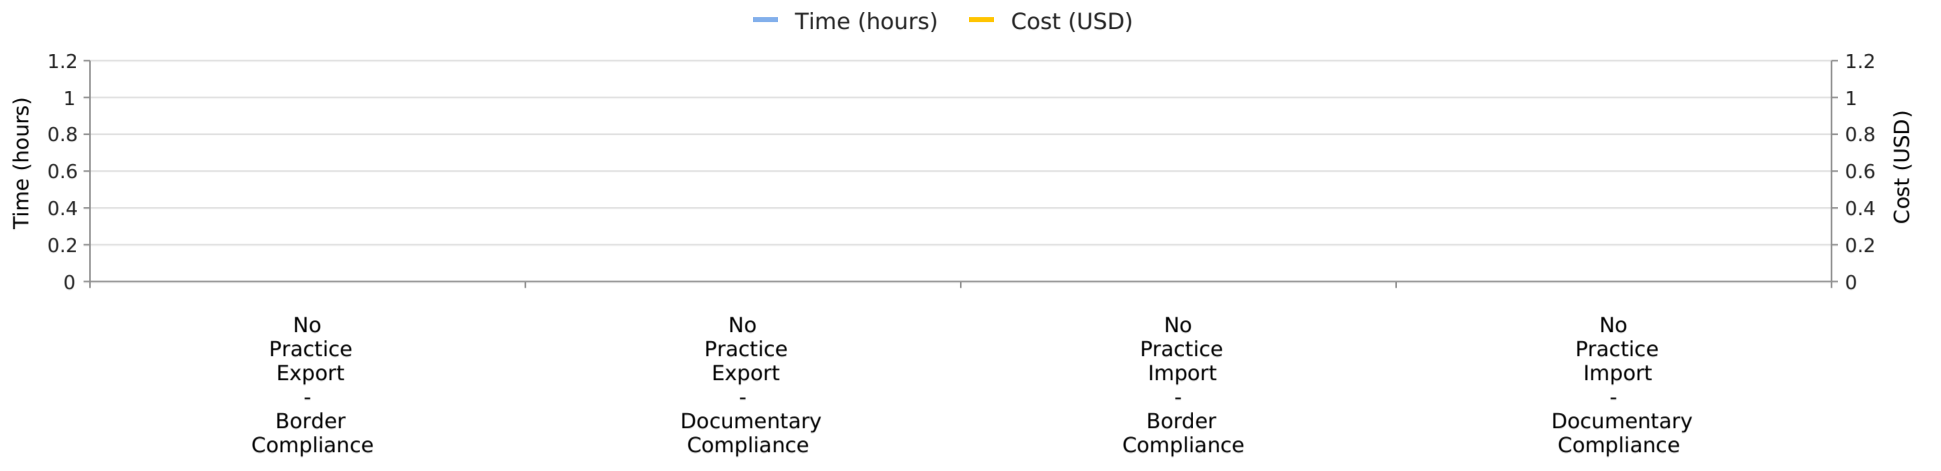 Time (hours) Cost (USD)
1.2 1.2
1 1
0.8 0.8
0.6 0.6
0.4 0.4
0.2 0.2
0 0
Time (hours)
Cost (USD)
No
Practice
Export
-
Border
Compliance
No
Practice
Export
-
Documentary
Compliance
No
Practice
Import
-
Border
Compliance
No
Practice
Import
-
Documentary
Compliance